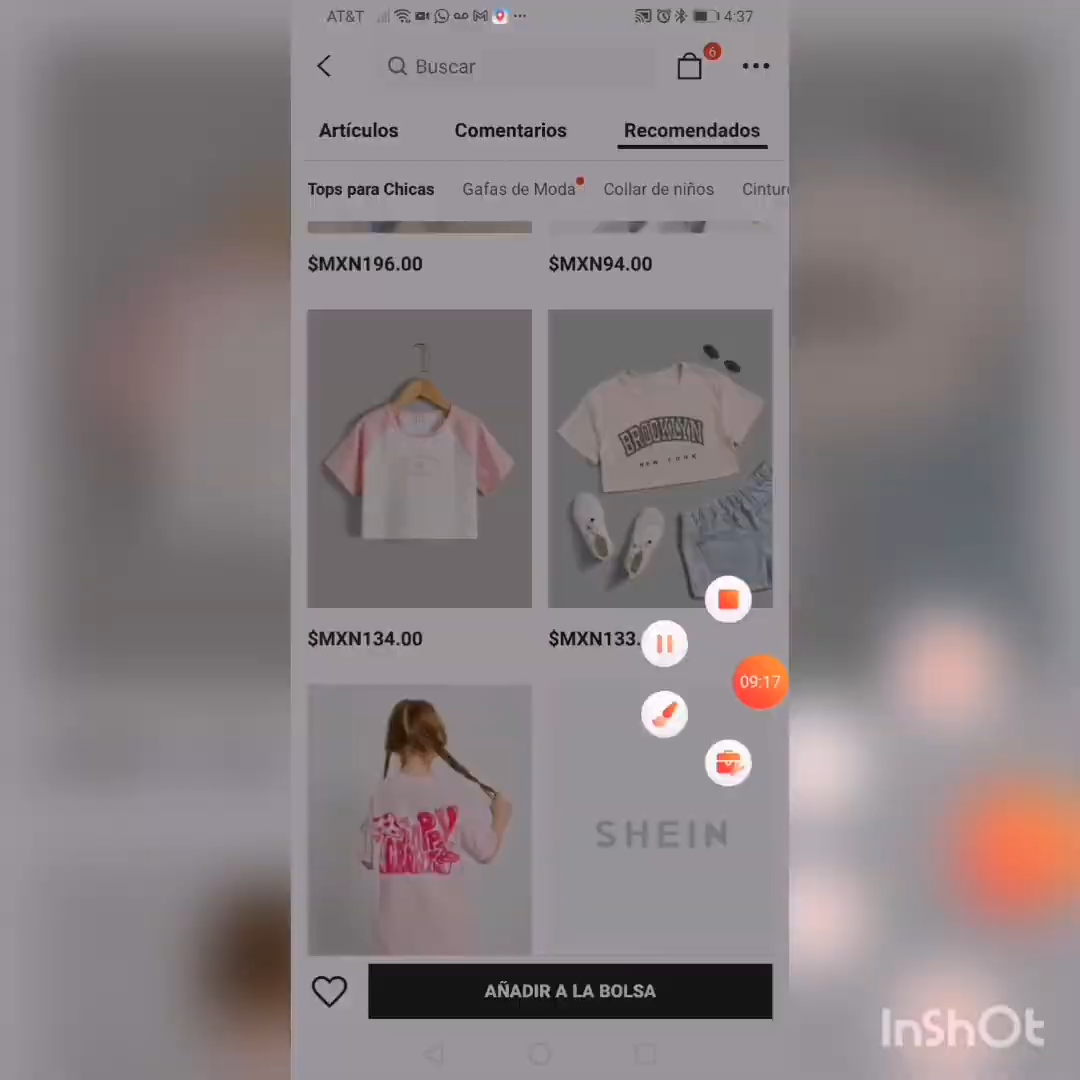 AT&T
4:37
Buscar
6
Artículos Comentarios Recomendados
Tops para Chicas Gafas de Moda Collar de niños Cintur
$MXN196.00 $MXN94.00
BROOKLYN
NEW YORK
$MXN134.00 $MXN133.
09:17
SHEIN
AÑADIR A LA BOLSA
InShOt